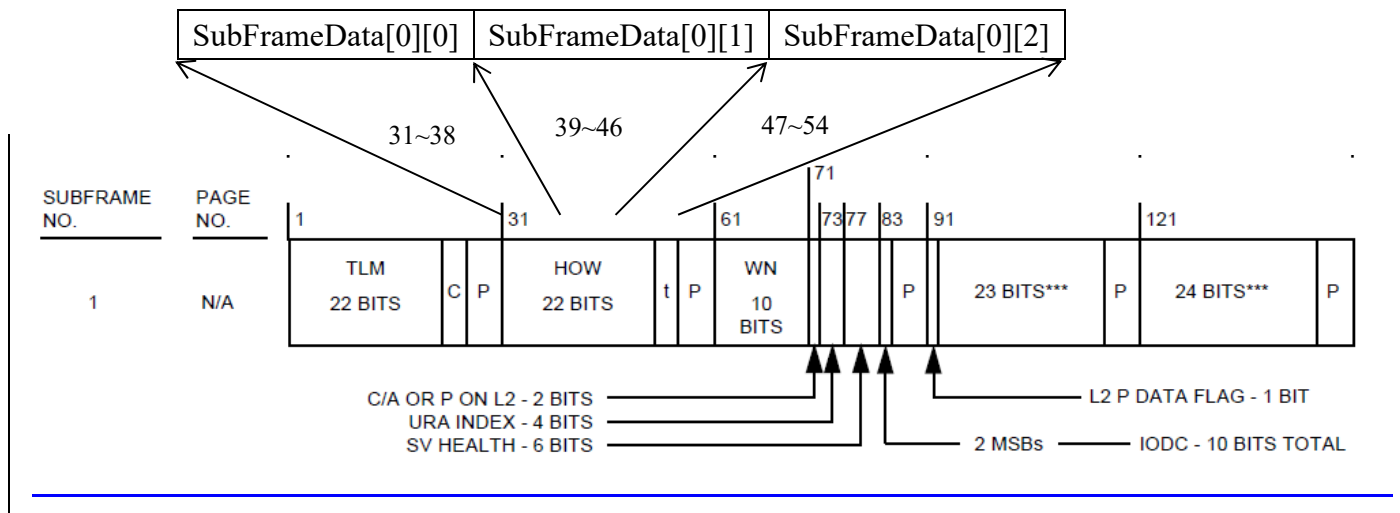 SubFrameData[0][0] SubFrameData[0][1] SubFrameData[0][2]
31~38 39~46 47~54
SUBFRAME NO. PAGE NO. 1 31 61 71 73 77 83 91 121
1 N/A
TLM 22 BITS C P HOW 22 BITS t P WN 10 BITS P 23 BITS*** P 24 BITS*** P
C/A OR P ON L2 - 2 BITS L2 P DATA FLAG - 1 BIT
URA INDEX - 4 BITS
SV HEALTH - 6 BITS 2 MSBs IODC - 10 BITS TOTAL